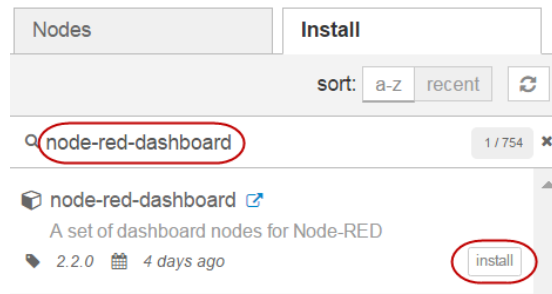 Nodes Install
sort: a-z recent
node-red-dashboard 1 / 754
node-red-dashboard
A set of dashboard nodes for Node-RED
2.2.0 4 days ago install